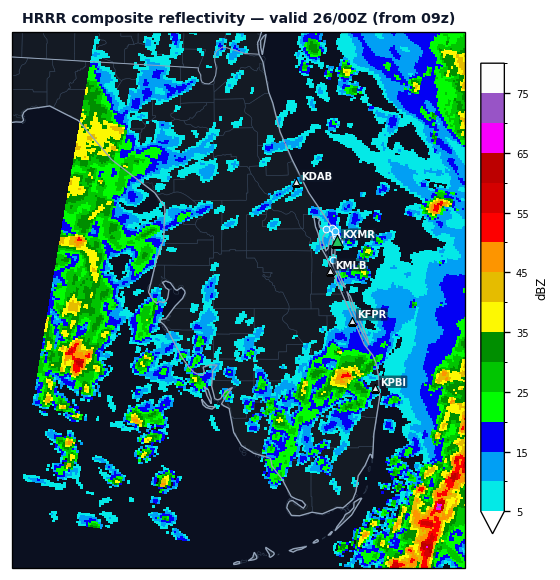 HRRR composite reflectivity — valid 26/00Z (from 09z)
KDAB
KXMR
KMLB
KFPR
KPBI
75
65
55
45
35
25
15
5
dBZ